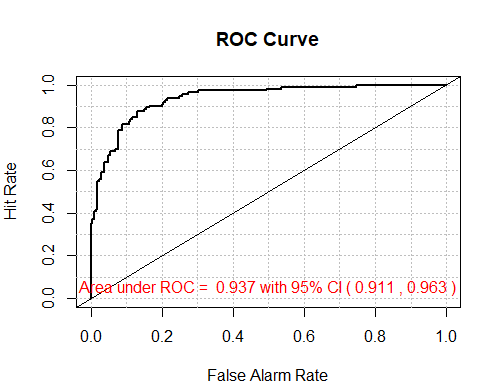 ROC Curve
Hit Rate
1.0
0.8
0.6
0.4
0.2
0.0
Area under ROC = 0.937 with 95% CI ( 0.911 , 0.963 )
0.0 0.2 0.4 0.6 0.8 1.0
False Alarm Rate